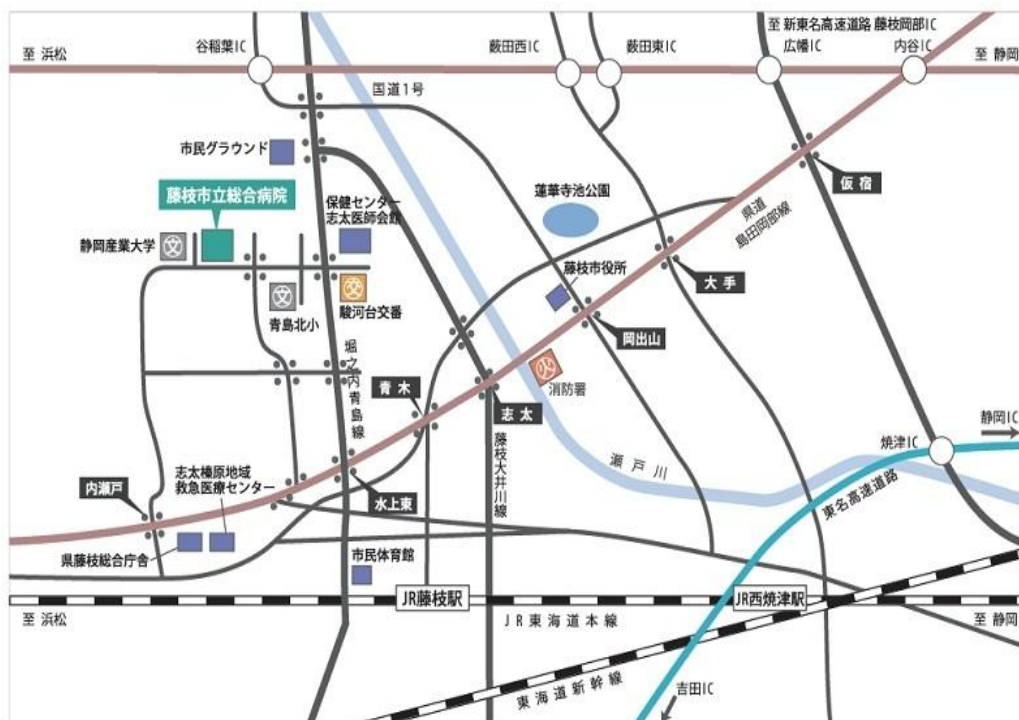 至 新東名高速道路 藤枝岡部IC
至 浜松
谷稲葉IC
薮田西IC
薮田東IC
広幡IC
内谷IC
至 静岡
国道1号
市民グラウンド
仮宿
藤枝市立総合病院
保健センター
志太医師会館
蓮華寺池公園
県道
島田岡部線
静岡産業大学
文
文
交
青島北小
駿河台交番
藤枝市役所
大手
岡出山
堀之内青島線
火
消防署
青木
志太
静岡IC
焼津IC
藤枝大井川線
瀬戸川
東名高速道路
内瀬戸
志太榛原地域
救急医療センター
水上東
県藤枝総合庁舎
市民体育館
JR藤枝駅
JR西焼津駅
至 浜松
JR東海道本線
至 静岡
東海道新幹線
吉田IC